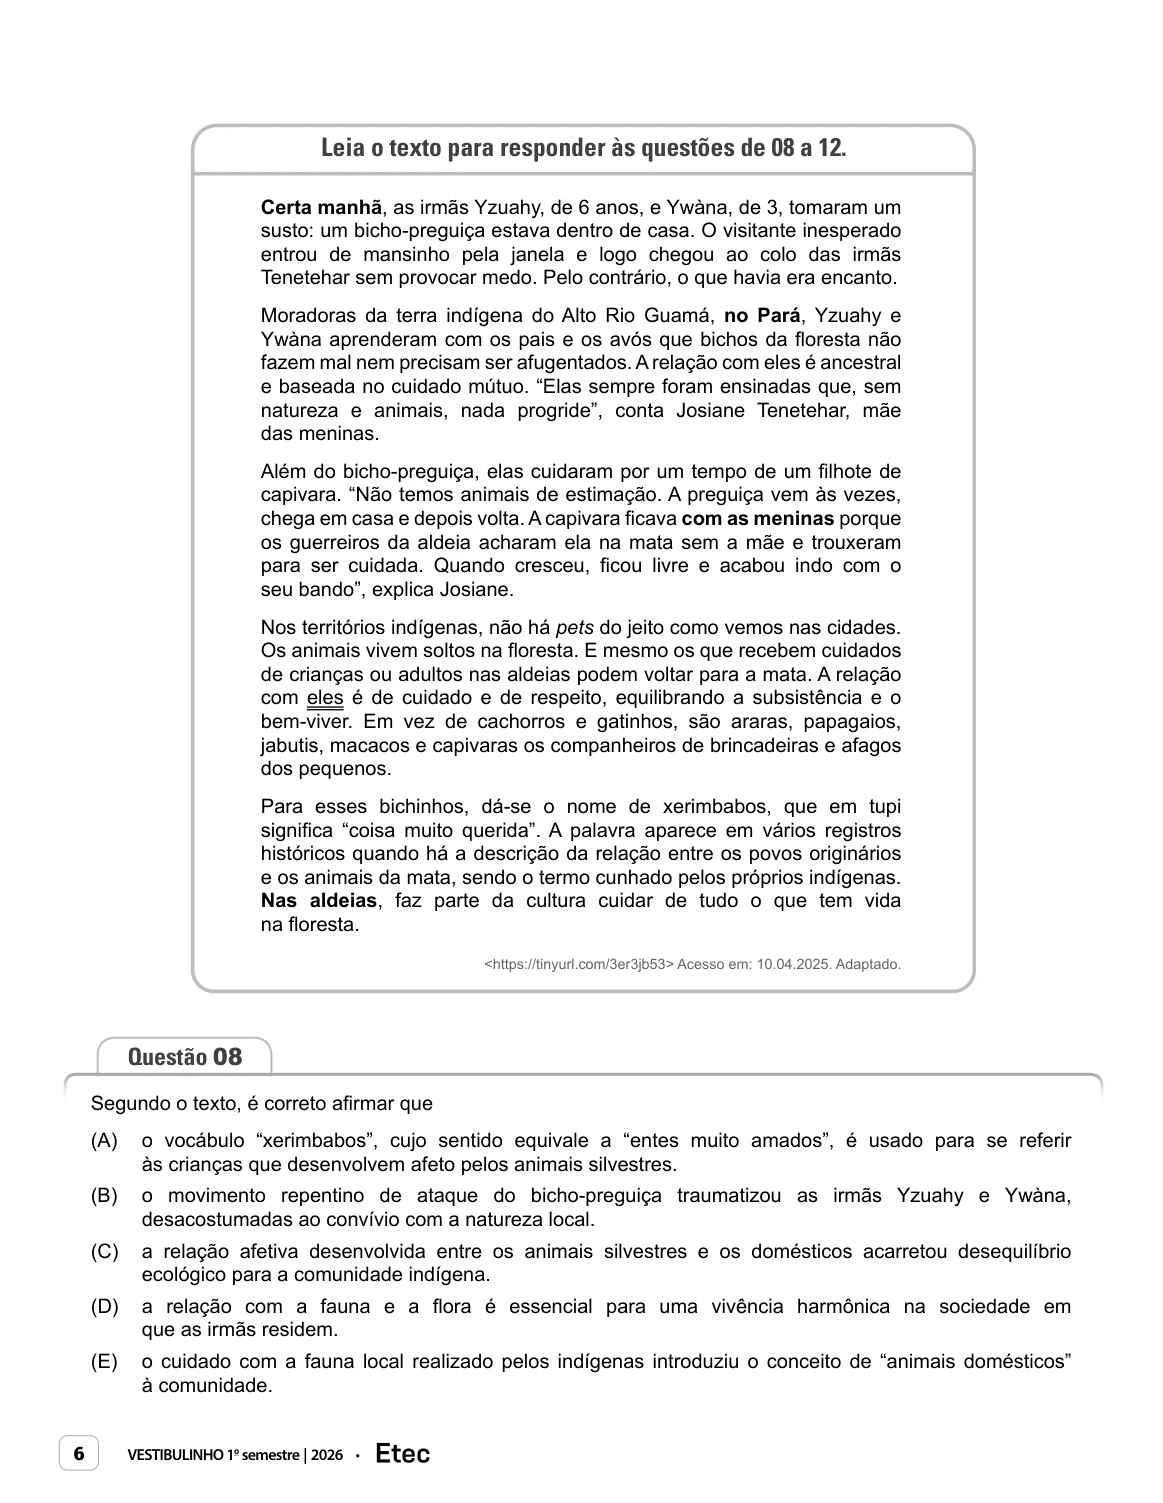 Leia o texto para responder às questões de 08 a 12.
Certa manhã, as irmãs Yzuahy, de 6 anos, e Ywàna, de 3, tomaram um
susto: um bicho-preguiça estava dentro de casa. O visitante inesperado
entrou de mansinho pela janela e logo chegou ao colo das irmãs
Tenetehar sem provocar medo. Pelo contrário, o que havia era encanto.
Moradoras da terra indígena do Alto Rio Guamá, no Pará, Yzuahy e
Ywàna aprenderam com os pais e os avós que bichos da floresta não
fazem mal nem precisam ser afugentados. A relação com eles é ancestral
e baseada no cuidado mútuo. “Elas sempre foram ensinadas que, sem
natureza e animais, nada progride”, conta Josiane Tenetehar, mãe
das meninas.
Além do bicho-preguiça, elas cuidaram por um tempo de um filhote de
capivara. “Não temos animais de estimação. A preguiça vem às vezes,
chega em casa e depois volta. A capivara ficava com as meninas porque
os guerreiros da aldeia acharam ela na mata sem a mãe e trouxeram
para ser cuidada. Quando cresceu, ficou livre e acabou indo com o
seu bando”, explica Josiane.
Nos territórios indígenas, não há pets do jeito como vemos nas cidades.
Os animais vivem soltos na floresta. E mesmo os que recebem cuidados
de crianças ou adultos nas aldeias podem voltar para a mata. A relação
com eles é de cuidado e de respeito, equilibrando a subsistência e o
bem-viver. Em vez de cachorros e gatinhos, são araras, papagaios,
jabutis, macacos e capivaras os companheiros de brincadeiras e afagos
dos pequenos.
Para esses bichinhos, dá-se o nome de xerimbabos, que em tupi
significa “coisa muito querida”. A palavra aparece em vários registros
históricos quando há a descrição da relação entre os povos originários
e os animais da mata, sendo o termo cunhado pelos próprios indígenas.
Nas aldeias, faz parte da cultura cuidar de tudo o que tem vida
na floresta.
<https://tinyurl.com/3er3jb53> Acesso em: 10.04.2025. Adaptado.
Questão 08
Segundo o texto, é correto afirmar que
(A) o vocábulo “xerimbabos”, cujo sentido equivale a “entes muito amados”, é usado para se referir
às crianças que desenvolvem afeto pelos animais silvestres.
(B) o movimento repentino de ataque do bicho-preguiça traumatizou as irmãs Yzuahy e Ywàna,
desacostumadas ao convívio com a natureza local.
(C) a relação afetiva desenvolvida entre os animais silvestres e os domésticos acarretou desequilíbrio
ecológico para a comunidade indígena.
(D) a relação com a fauna e a flora é essencial para uma vivência harmônica na sociedade em
que as irmãs residem.
(E) o cuidado com a fauna local realizado pelos indígenas introduziu o conceito de “animais domésticos”
à comunidade.
6 VESTIBULINHO 1º semestre | 2026 • Etec